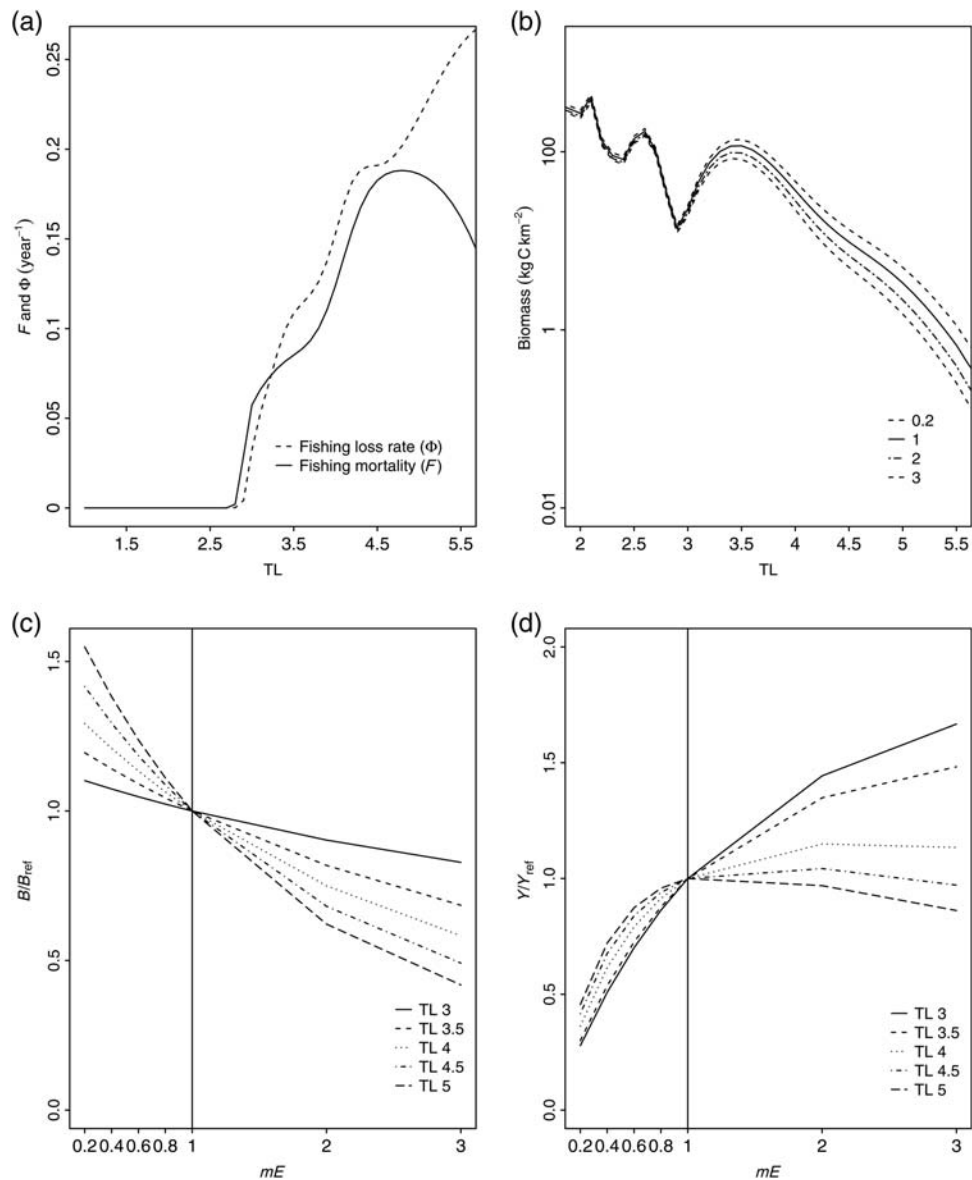 (a)
0.25
0.2
0.15
0.1
0.05
0
F and Φ (year⁻¹)
Fishing loss rate (Φ)
Fishing mortality (F)
1.5 2.5 3.5 4.5 5.5
TL
(b)
100
1
0.01
Biomass (kg C km⁻²)
0.2
1
2
3
2 2.5 3 3.5 4 4.5 5 5.5
TL
(c)
1.5
1.0
0.5
0.0
B/Bref
TL 3
TL 3.5
TL 4
TL 4.5
TL 5
0.2 0.4 0.6 0.8 1 2 3
mE
(d)
2.0
1.5
1.0
0.5
0.0
Y/Yref
TL 3
TL 3.5
TL 4
TL 4.5
TL 5
0.2 0.4 0.6 0.8 1 2 3
mE